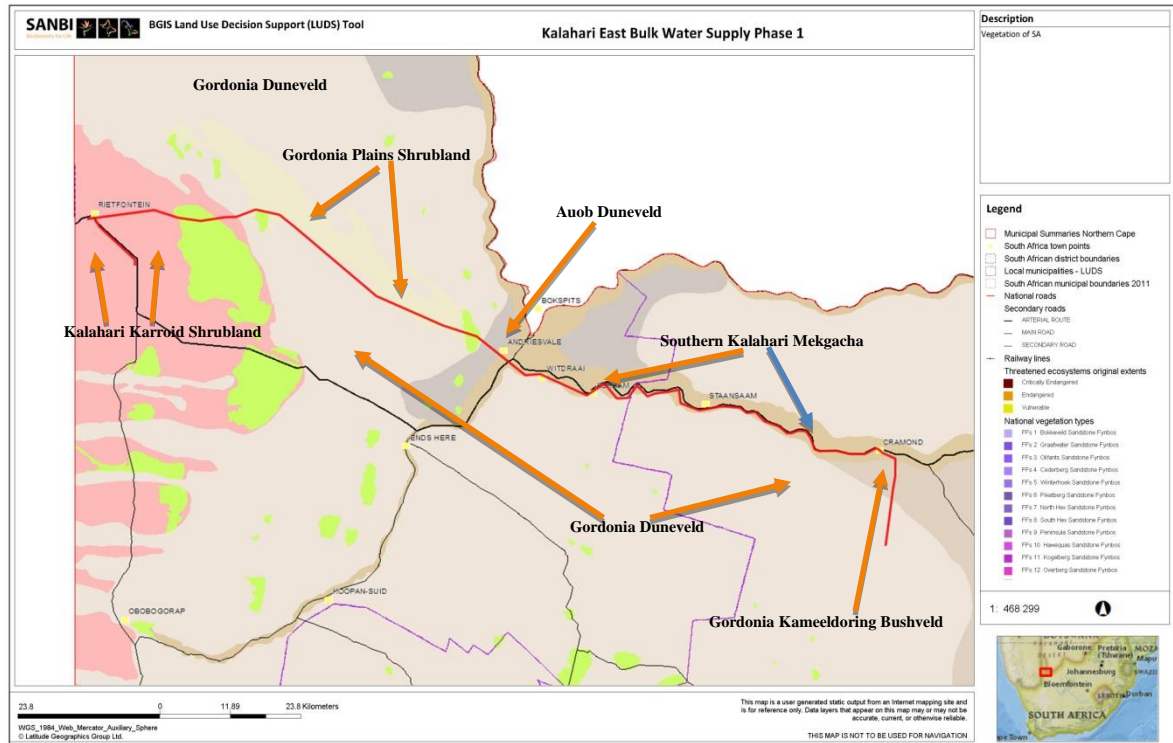 SANBI
Biodiversity for Life
BGIS Land Use Decision Support (LUDS) Tool
Kalahari East Bulk Water Supply Phase 1
Description
Vegetation of SA
Gordonia Duneveld
Gordonia Plains Shrubland
Auob Duneveld
RIETFONTEIN
BOKSPITS
Kalahari Karroid Shrubland
ANDRIESVALE
Southern Kalahari Mekgacha
WITDRAAI
STAANSAAM
ENDS HERE
CRAMOND
Gordonia Duneveld
KOOPAN-SUID
OBOBOGORAP
Gordonia Kameeldoring Bushveld
Legend
Municipal Summaries Northern Cape
South Africa town points
South African district boundaries
Local municipalities - LUDS
South African municipal boundaries 2011
National roads
Secondary roads
ARTERIAL ROUTE
MAIN ROAD
SECONDARY ROAD
Railway lines
Threatened ecosystems original extents
Critically Endangered
Endangered
Vulnerable
National vegetation types
FFs 1 Bokkeveld Sandstone Fynbos
FFs 2 Graafwater Sandstone Fynbos
FFs 3 Olifants Sandstone Fynbos
FFs 4 Cederberg Sandstone Fynbos
FFs 5 Winterhoek Sandstone Fynbos
FFs 6 Piketberg Sandstone Fynbos
FFs 7 North Hex Sandstone Fynbos
FFs 8 South Hex Sandstone Fynbos
FFs 9 Peninsula Sandstone Fynbos
FFs 10 Hawequas Sandstone Fynbos
FFs 11 Kogelberg Sandstone Fynbos
FFs 12 Overberg Sandstone Fynbos
1: 468 299
BOTSWANA
Gaborone Pretoria MOZA
(Tshwane) Mapu
DESERT
Johannesburg
SWAZIL
Bloemfontein
LESOTHO Durban
SOUTH AFRICA
pe Town
23.8 0 11.89 23.8 Kilometers
WGS_1984_Web_Mercator_Auxiliary_Sphere
© Latitude Geographics Group Ltd.
This map is a user generated static output from an Internet mapping site and
is for reference only. Data layers that appear on this map may or may not be
accurate, current, or otherwise reliable.
THIS MAP IS NOT TO BE USED FOR NAVIGATION